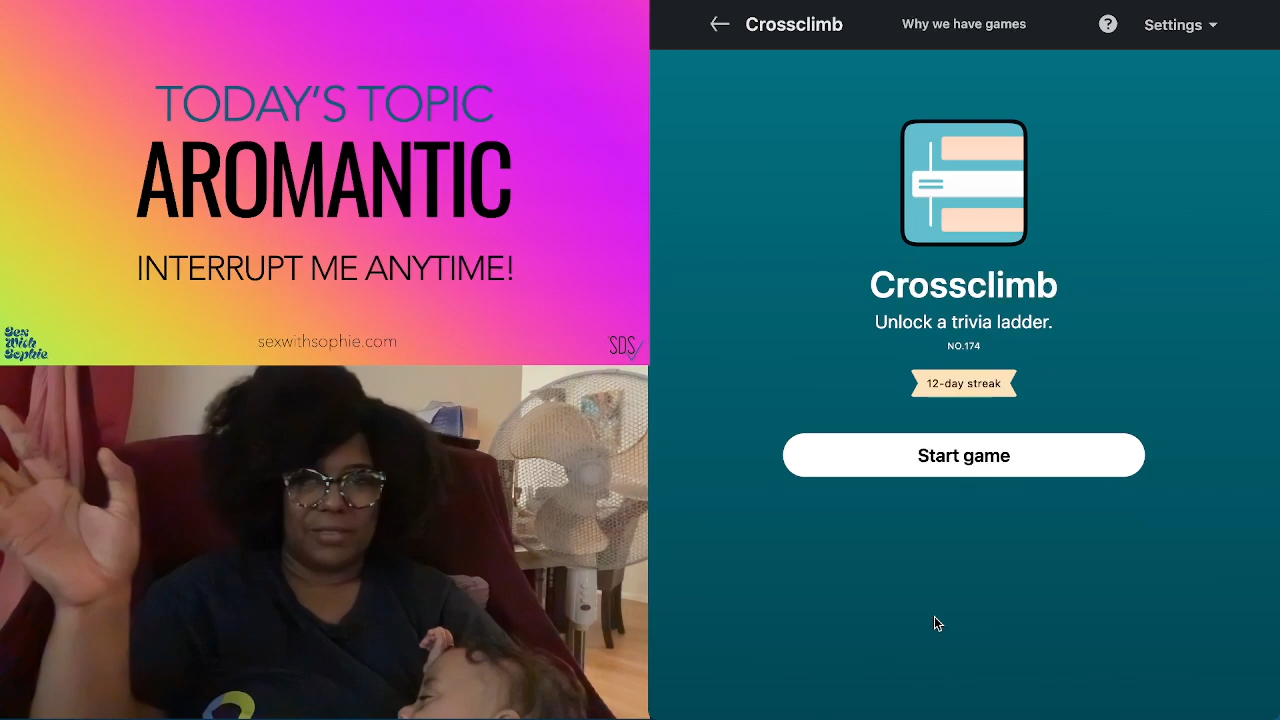 TODAY'S TOPIC
AROMANTIC
INTERRUPT ME ANYTIME!
sexwithsophie.com
Sex
With
Sophie
SDS
Crossclimb
Why we have games
?
Settings
Crossclimb
Unlock a trivia ladder.
NO.174
12-day streak
Start game